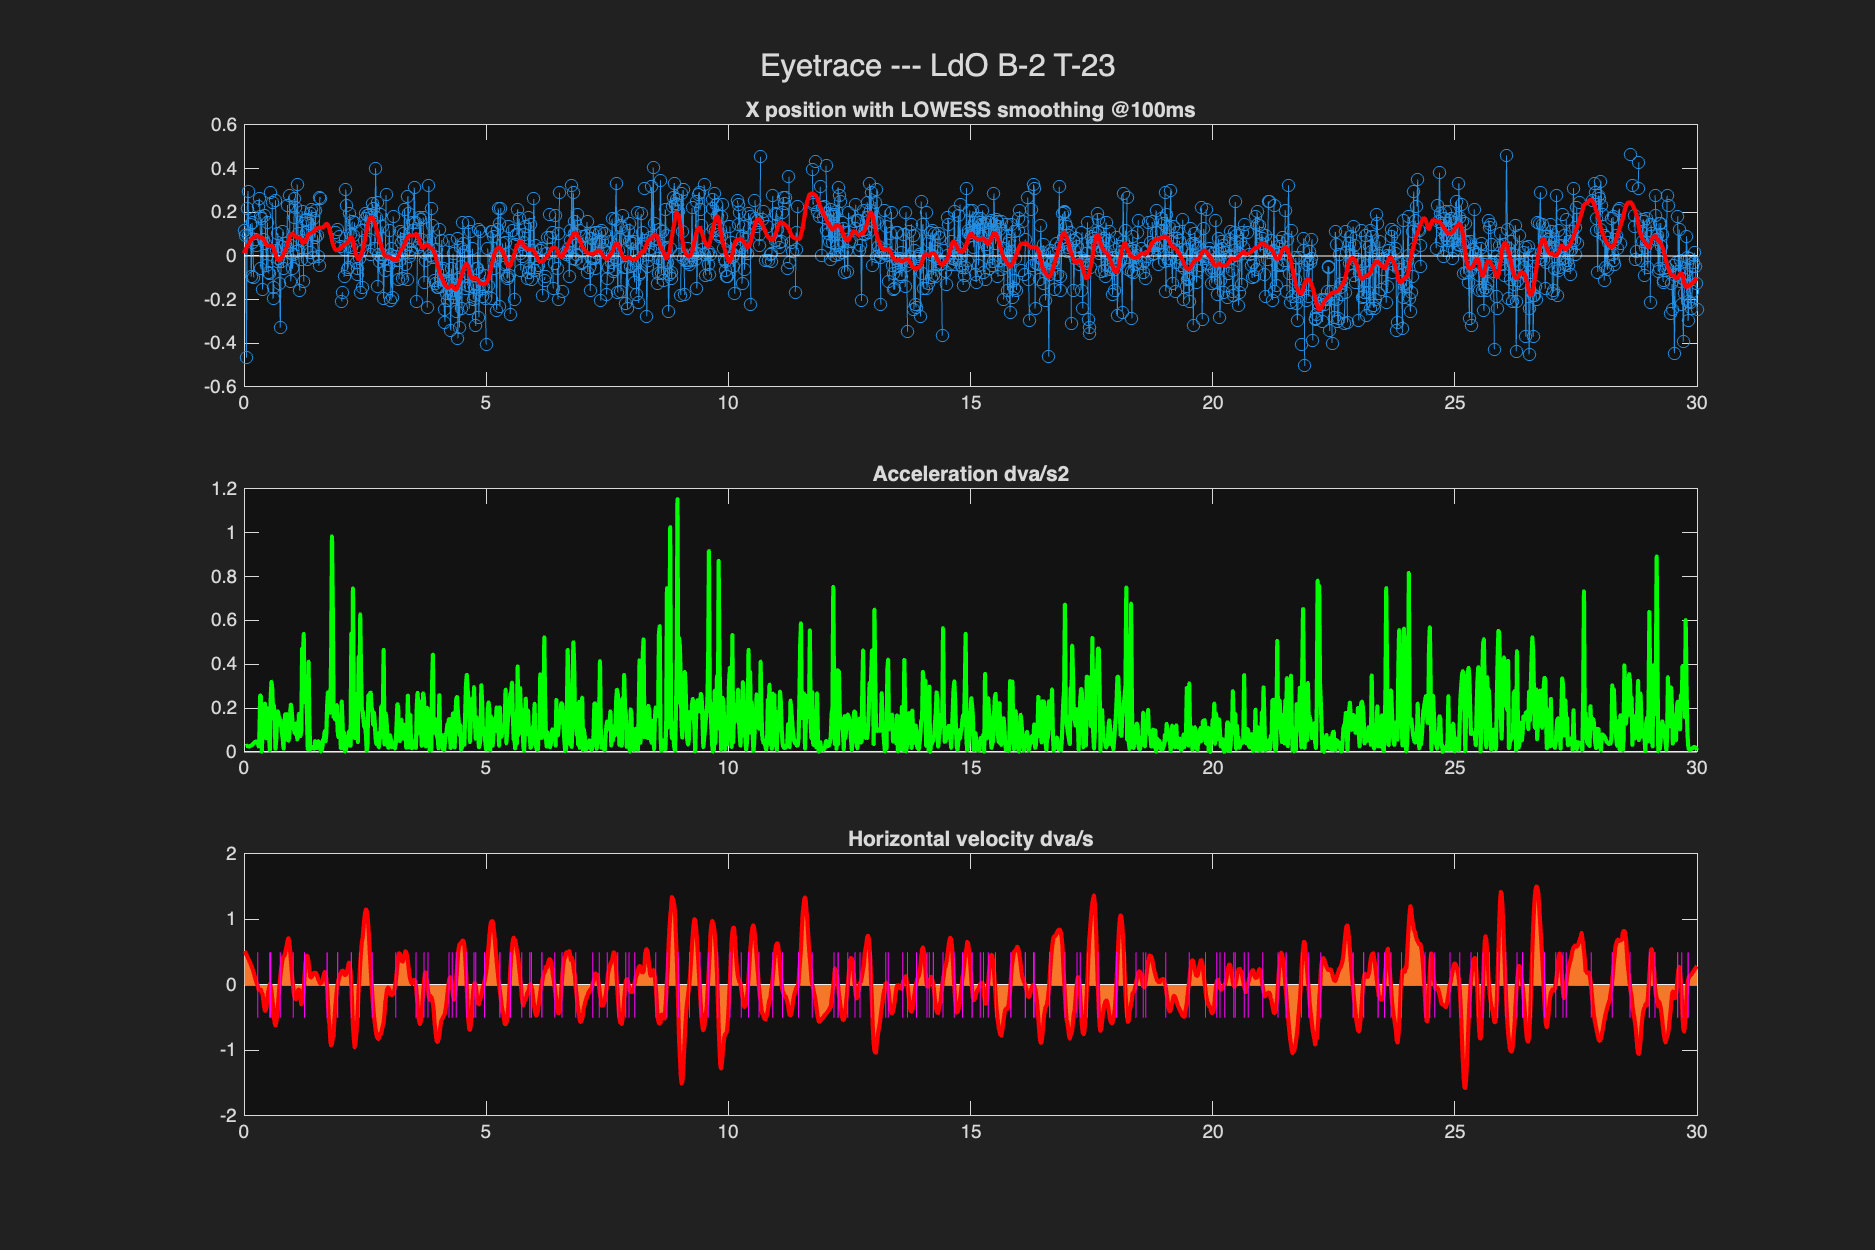 Eyetrace --- LdO B-2 T-23
X position with LOWESS smoothing @100ms
0.6
0.4
0.2
0
-0.2
-0.4
-0.6
0 5 10 15 20 25 30
Acceleration dva/s2
1.2
1
0.8
0.6
0.4
0.2
0
0 5 10 15 20 25 30
Horizontal velocity dva/s
2
1
0
-1
-2
0 5 10 15 20 25 30